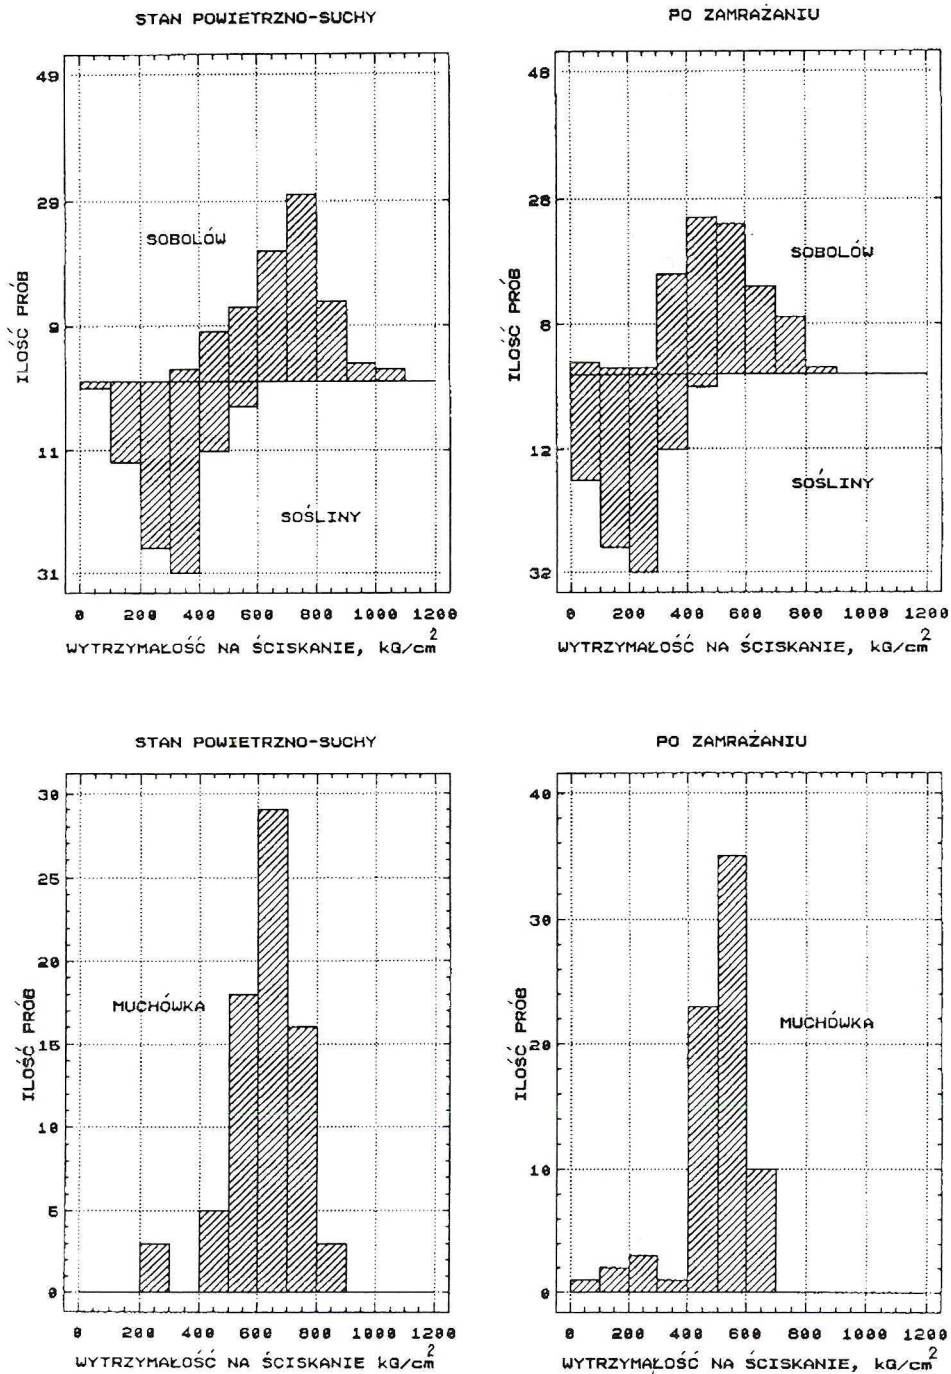 STAN POWIETRZNO-SUCHY
49
29
9
11
31
ILOŚĆ PRÓB
SOBOLÓW
SOŚLINY
0 200 400 600 800 1000 1200
WYTRZYMAŁOŚĆ NA ŚCISKANIE, kG/cm²
PO ZAMRAŻANIU
48
28
8
12
32
ILOŚĆ PRÓB
SOBOLÓW
SOŚLINY
0 200 400 600 800 1000 1200
WYTRZYMAŁOŚĆ NA ŚCISKANIE, kG/cm²
STAN POWIETRZNO-SUCHY
30
25
20
15
10
5
0
ILOŚĆ PRÓB
MUCHÓWKA
0 200 400 600 800 1000 1200
WYTRZYMAŁOŚĆ NA ŚCISKANIE kG/cm²
PO ZAMRAŻANIU
40
30
20
10
0
ILOŚĆ PRÓB
MUCHÓWKA
0 200 400 600 800 1000 1200
WYTRZYMAŁOŚĆ NA ŚCISKANIE, kG/cm²